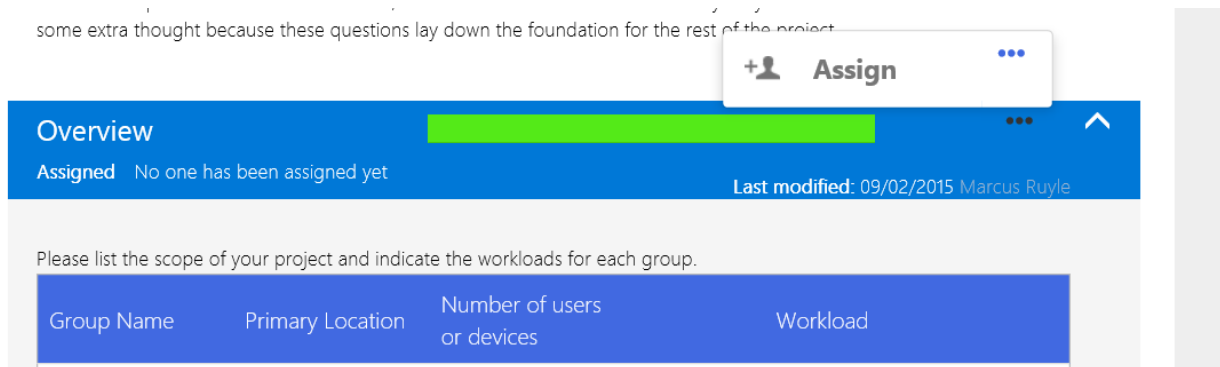 some extra thought because these questions lay down the foundation for the rest of the project
Assign
Overview
Assigned No one has been assigned yet
Last modified: 09/02/2015 Marcus Ruyle
Please list the scope of your project and indicate the workloads for each group.
Group Name Primary Location Number of users or devices Workload